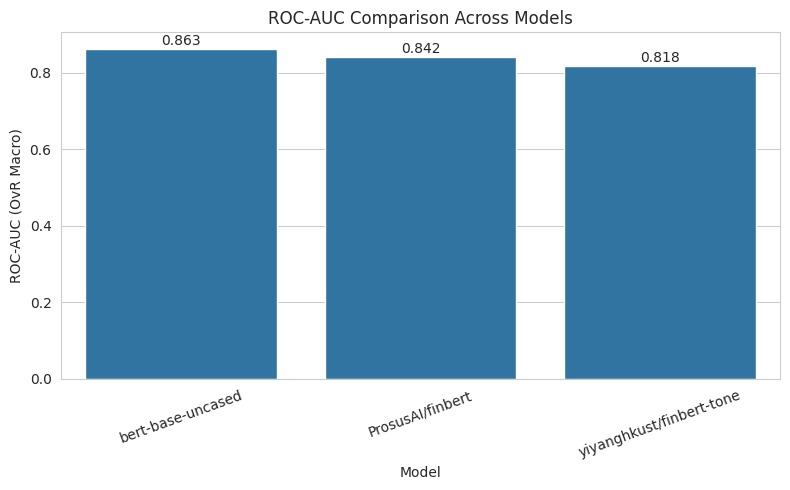 ROC-AUC Comparison Across Models
0.863
0.842
0.818
ROC-AUC (OvR Macro)
0.8
0.6
0.4
0.2
0.0
bert-base-uncased
ProsusAI/finbert
yiyanghkust/finbert-tone
Model